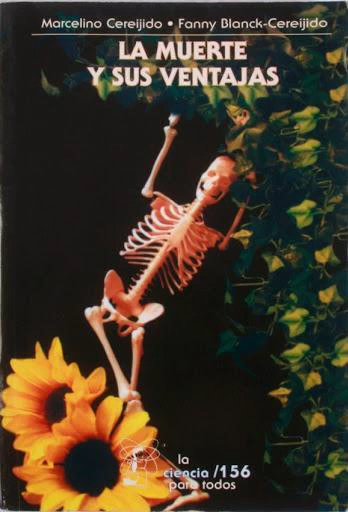 Marcelino Cereijido • Fanny Blanck-Cereijido
LA MUERTE
Y SUS VENTAJAS
la
ciencia/156
para todos